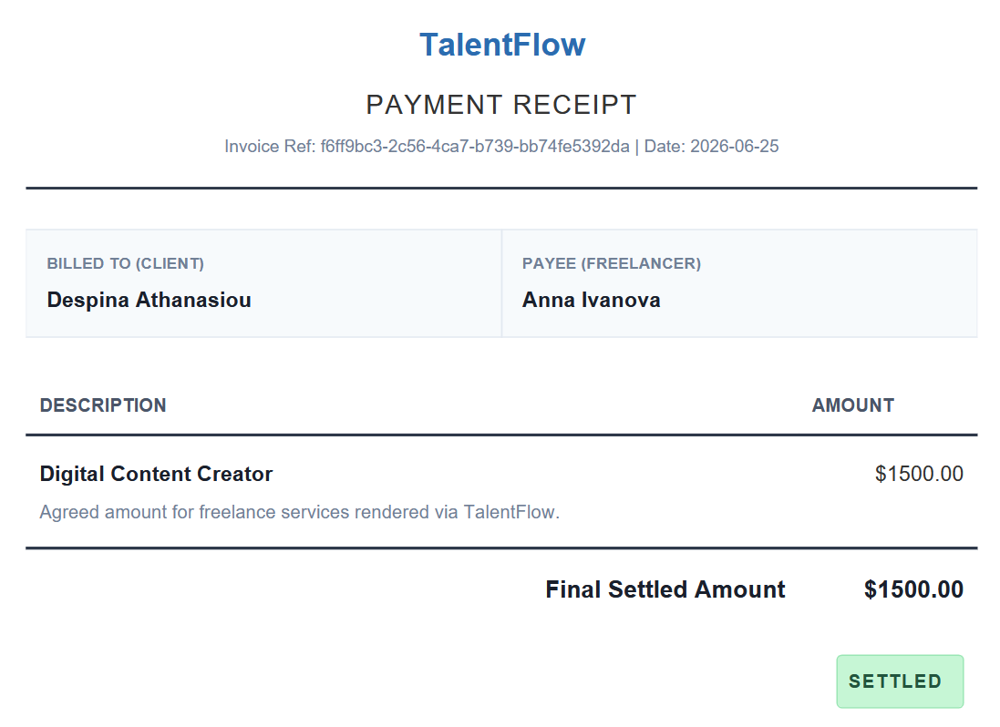 TalentFlow
PAYMENT RECEIPT
Invoice Ref: f6ff9bc3-2c56-4ca7-b739-bb74fe5392da | Date: 2026-06-25
BILLED TO (CLIENT)
Despina Athanasiou
PAYEE (FREELANCER)
Anna Ivanova
DESCRIPTION AMOUNT
Digital Content Creator $1500.00
Agreed amount for freelance services rendered via TalentFlow.
Final Settled Amount $1500.00
SETTLED